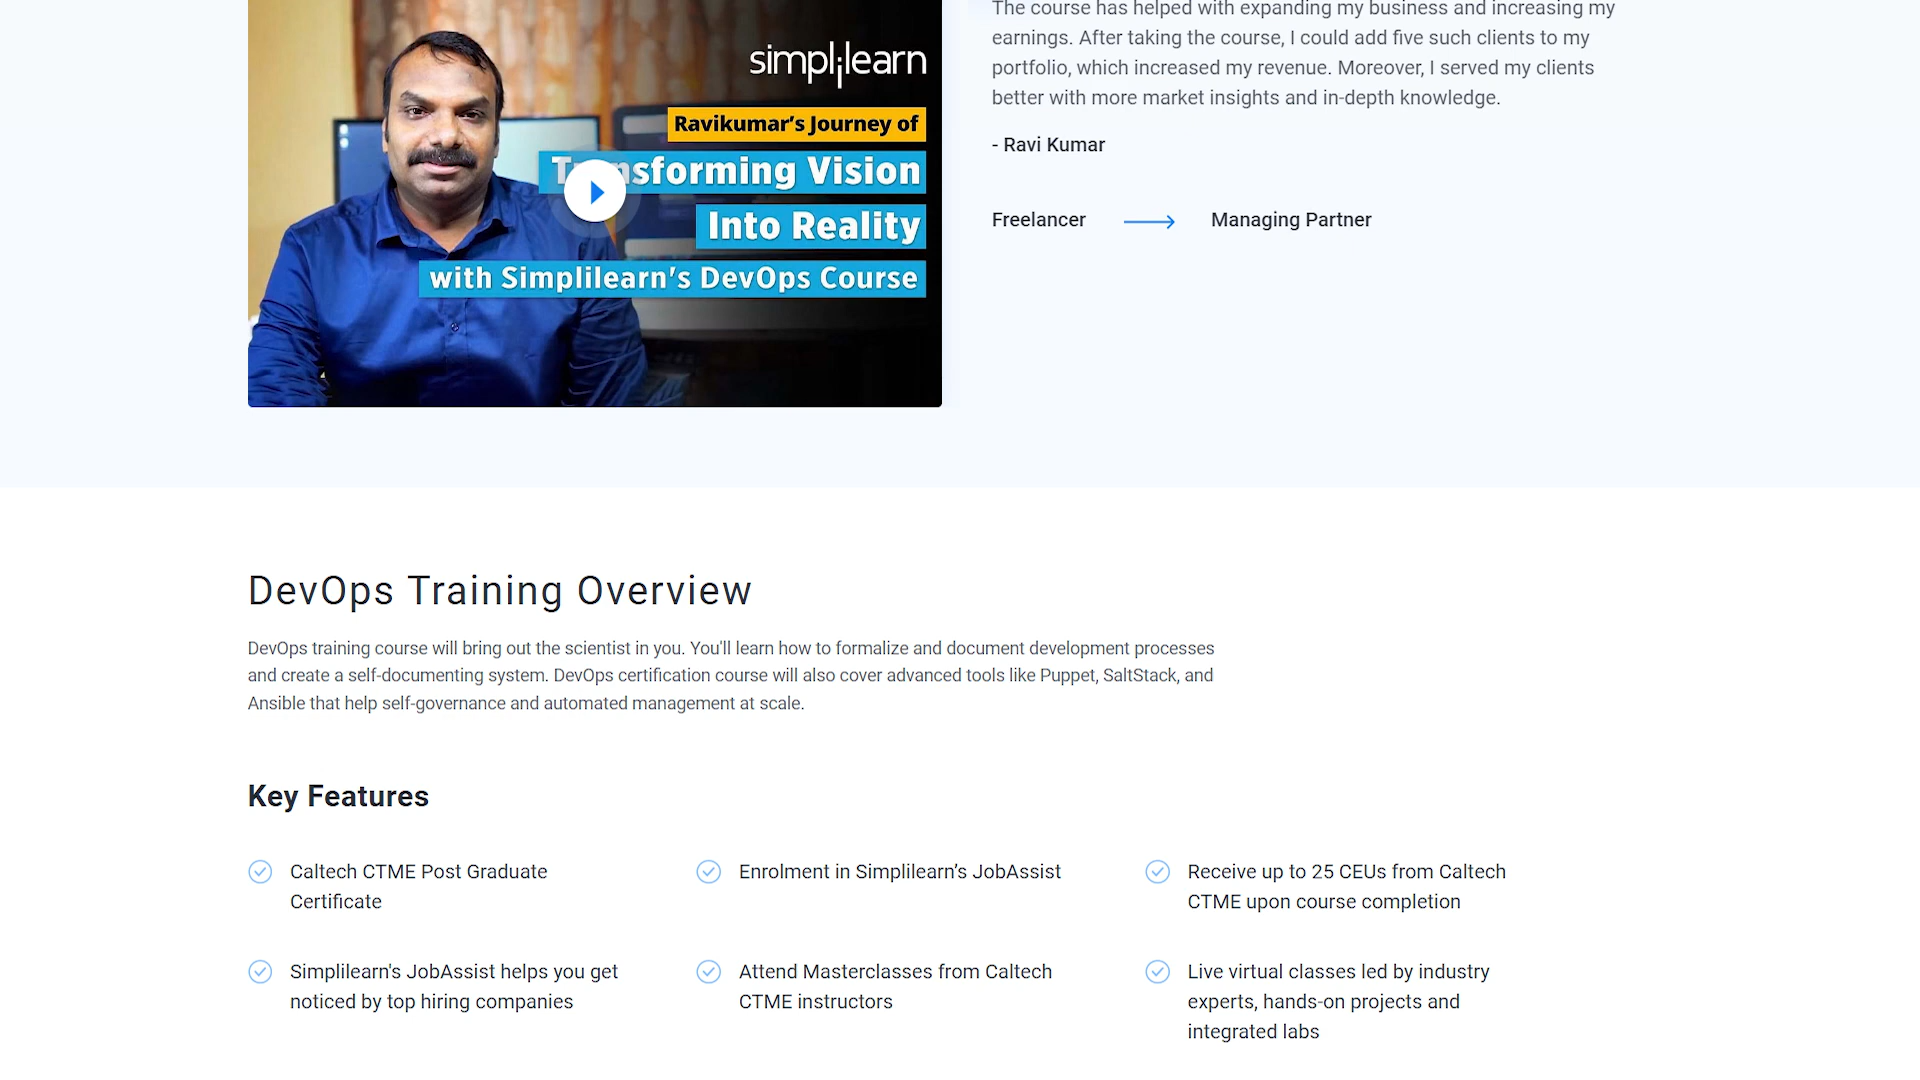 simplilearn
Ravikumar's Journey of
Transforming Vision
Into Reality
with Simplilearn's DevOps Course
The course has helped with expanding my business and increasing my
earnings. After taking the course, I could add five such clients to my
portfolio, which increased my revenue. Moreover, I served my clients
better with more market insights and in-depth knowledge.
- Ravi Kumar
Freelancer
Managing Partner
DevOps Training Overview
DevOps training course will bring out the scientist in you. You'll learn how to formalize and document development processes
and create a self-documenting system. DevOps certification course will also cover advanced tools like Puppet, SaltStack, and
Ansible that help self-governance and automated management at scale.
Key Features
Caltech CTME Post Graduate
Certificate
Enrolment in Simplilearn’s JobAssist
Receive up to 25 CEUs from Caltech
CTME upon course completion
Simplilearn's JobAssist helps you get
noticed by top hiring companies
Attend Masterclasses from Caltech
CTME instructors
Live virtual classes led by industry
experts, hands-on projects and
integrated labs